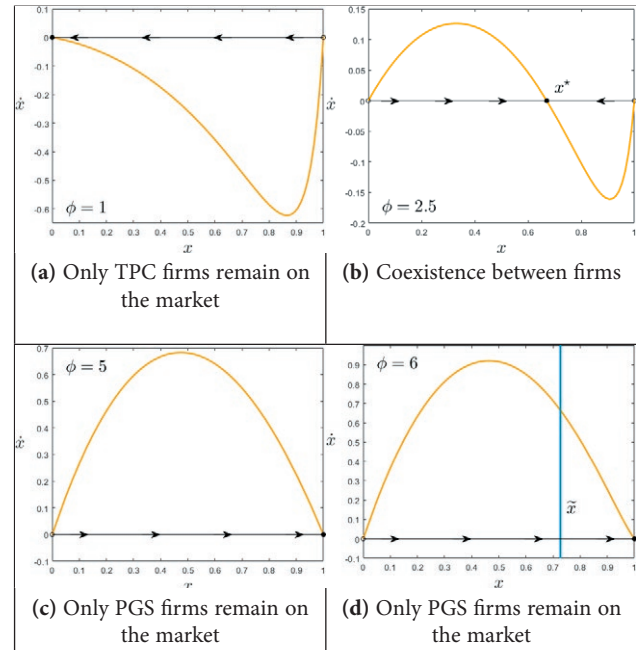 0.1
0
-0.1
-0.2
-0.3
-0.4
-0.5
-0.6
ẋ
ϕ = 1
0 0.1 0.2 0.3 0.4 0.5 0.6 0.7 0.8 0.9 1
x
(a) Only TPC firms remain on
the market
0.15
0.1
0.05
0
-0.05
-0.1
-0.15
-0.2
ẋ
x*
ϕ = 2.5
0 0.2 0.4 0.6 0.8 1
x
(b) Coexistence between firms
0.7
0.6
0.5
0.4
0.3
0.2
0.1
0
-0.1
ẋ
ϕ = 5
0 0.1 0.2 0.3 0.4 0.5 0.6 0.7 0.8 0.9 1
x
(c) Only PGS firms remain on
the market
1
0.9
0.8
0.7
0.6
0.5
0.4
0.3
0.2
0.1
0
-0.1
ẋ
ϕ = 6
x̃
0 0.1 0.2 0.3 0.4 0.5 0.6 0.7 0.8 0.9 1
x
(d) Only PGS firms remain on
the market